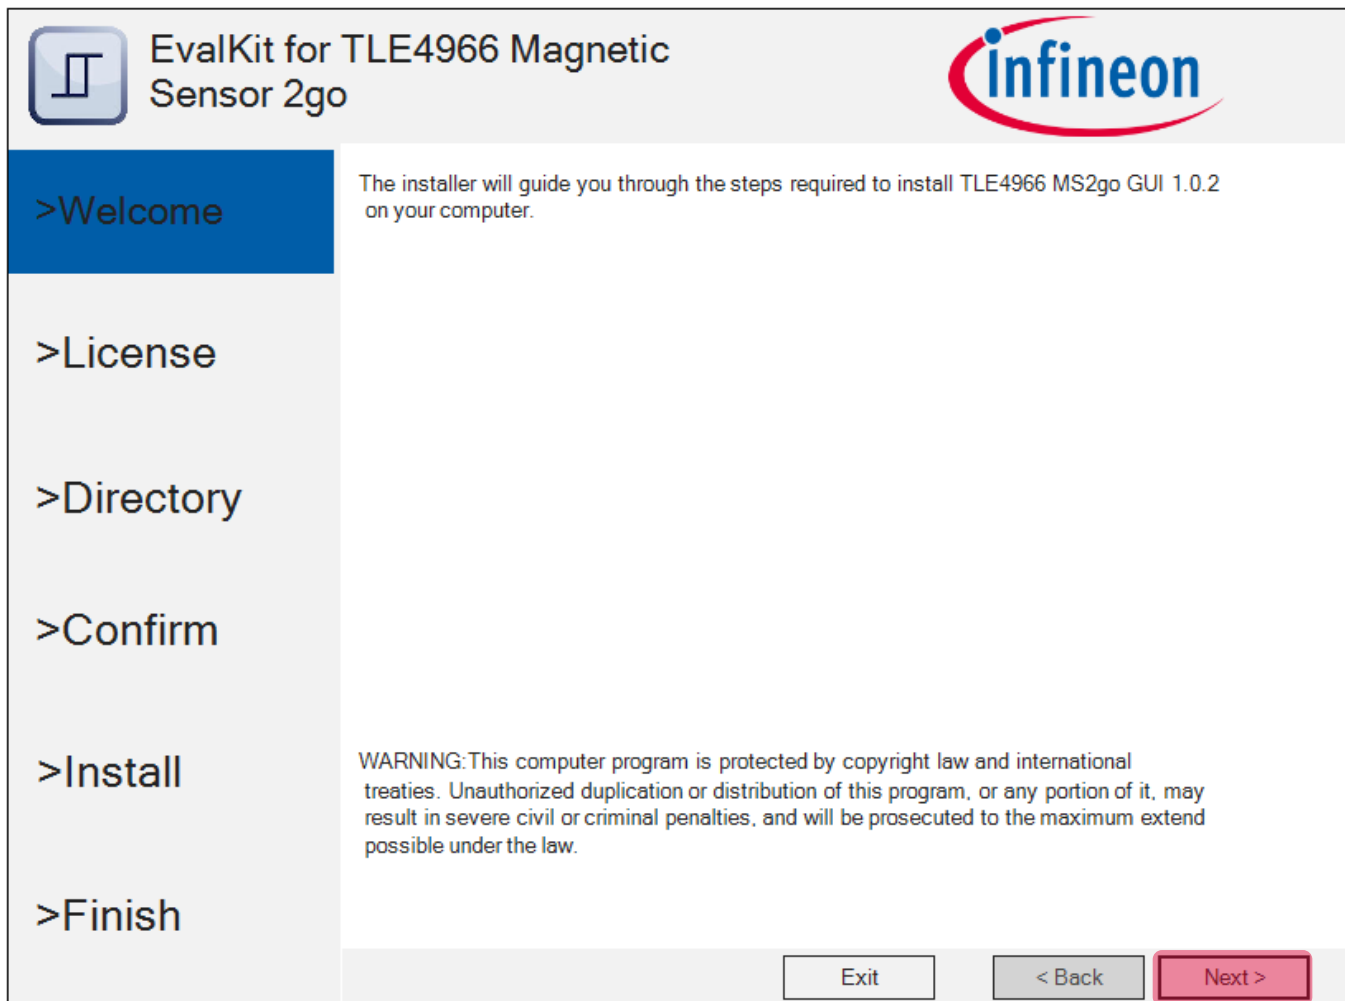 EvalKit for TLE4966 Magnetic
Sensor 2go
infineon
>Welcome
The installer will guide you through the steps required to install TLE4966 MS2go GUI 1.0.2
on your computer.
>License
>Directory
>Confirm
>Install
WARNING:This computer program is protected by copyright law and international
treaties. Unauthorized duplication or distribution of this program, or any portion of it, may
result in severe civil or criminal penalties, and will be prosecuted to the maximum extend
possible under the law.
>Finish
Exit
< Back
Next >